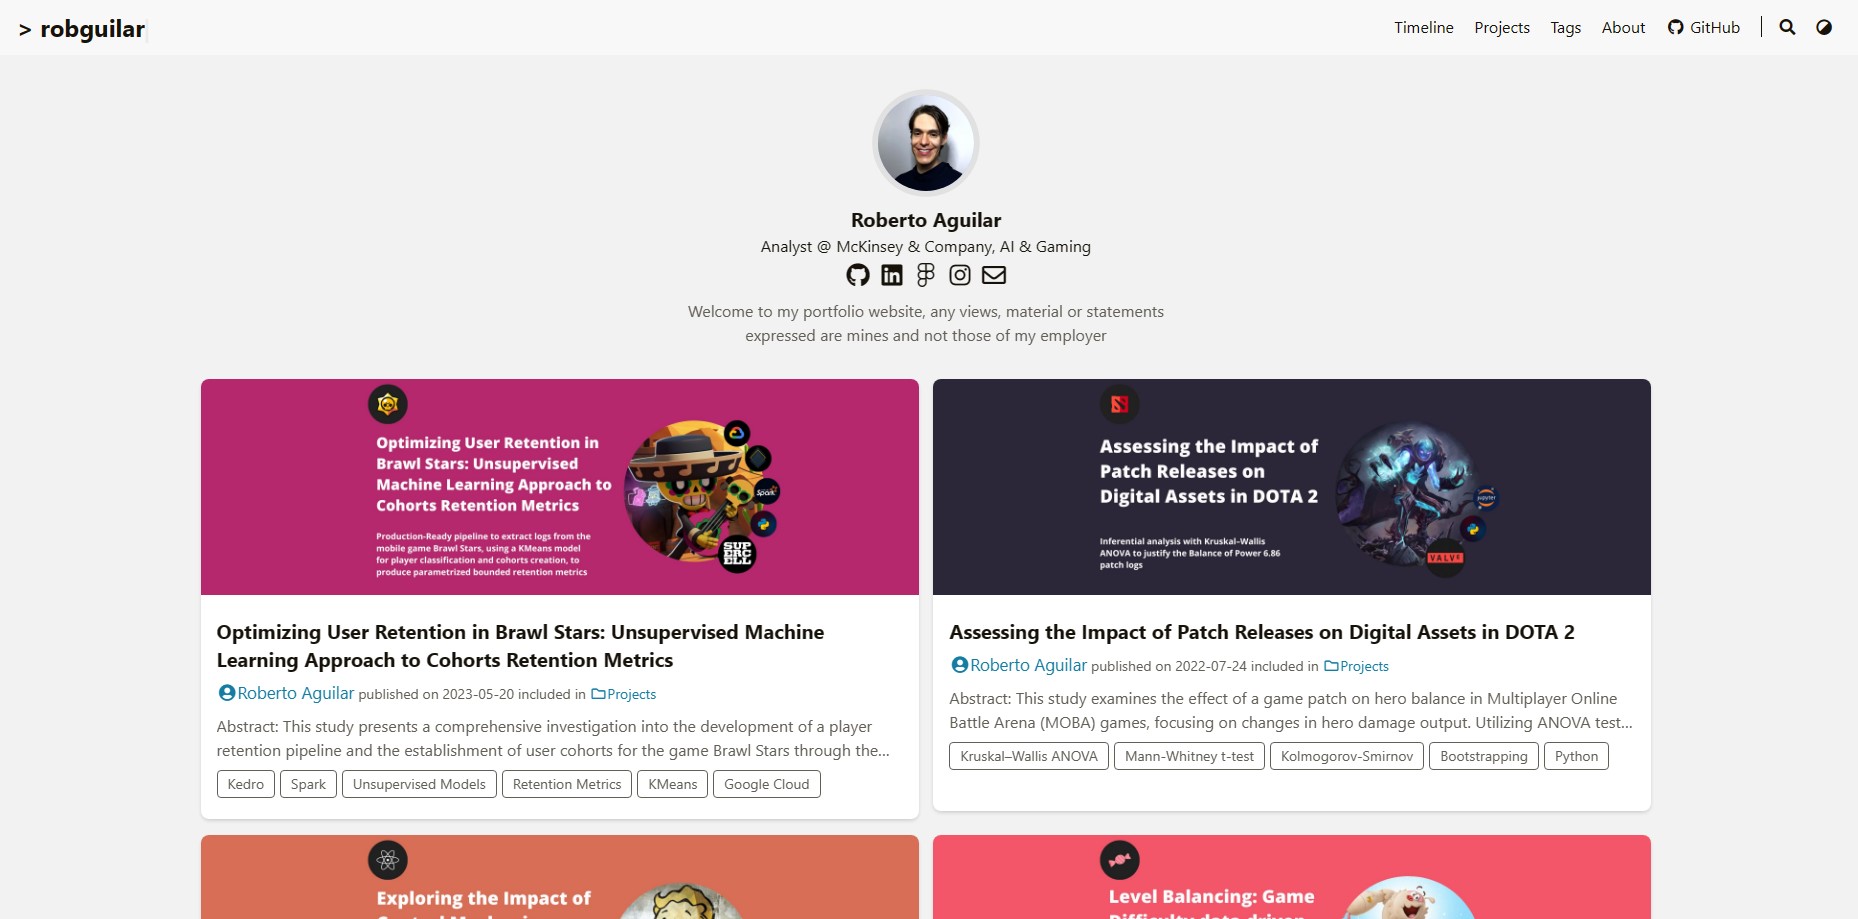 > robguilar
Timeline Projects Tags About GitHub
Roberto Aguilar
Analyst @ McKinsey & Company, AI & Gaming
Welcome to my portfolio website, any views, material or statements
expressed are mines and not those of my employer
Optimizing User Retention in
Brawl Stars: Unsupervised
Machine Learning Approach to
Cohorts Retention Metrics
Production-Ready pipeline to extract logs from the
mobile game Brawl Stars, using a KMeans model
for player classification and cohorts creation, to
produce parametrized bounded retention metrics
Spark
SUP
ERC
ELL
Optimizing User Retention in Brawl Stars: Unsupervised Machine
Learning Approach to Cohorts Retention Metrics
Roberto Aguilar published on 2023-05-20 included in Projects
Abstract: This study presents a comprehensive investigation into the development of a player
retention pipeline and the establishment of user cohorts for the game Brawl Stars through the...
Kedro Spark Unsupervised Models Retention Metrics KMeans Google Cloud
Assessing the Impact of
Patch Releases on
Digital Assets in DOTA 2
Inferential analysis with Kruskal–Wallis
ANOVA to justify the Balance of Power 6.86
patch logs
jupyter
VALVE
Assessing the Impact of Patch Releases on Digital Assets in DOTA 2
Roberto Aguilar published on 2022-07-24 included in Projects
Abstract: This study examines the effect of a game patch on hero balance in Multiplayer Online
Battle Arena (MOBA) games, focusing on changes in hero damage output. Utilizing ANOVA test...
Kruskal–Wallis ANOVA Mann-Whitney t-test Kolmogorov-Smirnov Bootstrapping Python
Exploring the Impact of
Level Balancing: Game